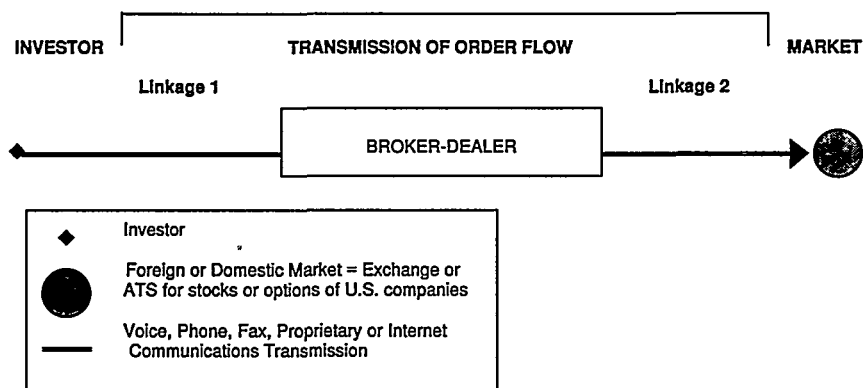 INVESTOR TRANSMISSION OF ORDER FLOW MARKET
Linkage 1 Linkage 2
BROKER-DEALER
Investor
Foreign or Domestic Market = Exchange or
ATS for stocks or options of U.S. companies
Voice, Phone, Fax, Proprietary or Internet
Communications Transmission